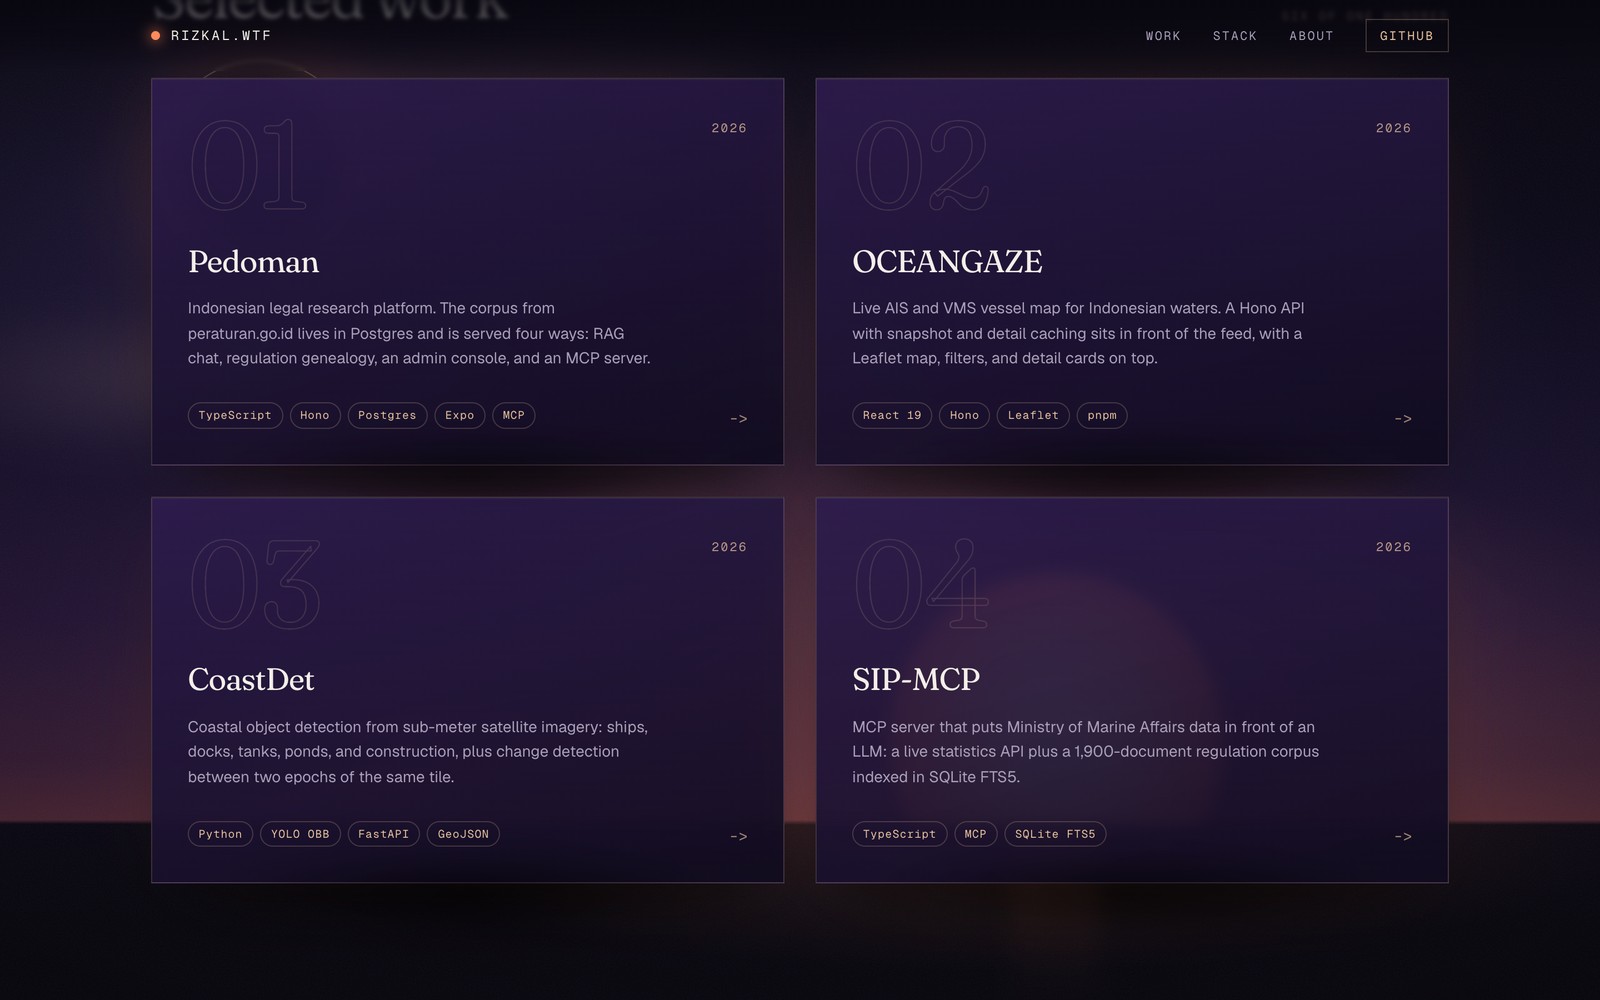 Selected work
RIZKAL.WTF
WORK
STACK
ABOUT
GITHUB
01
2026
Pedoman
Indonesian legal research platform. The corpus from
peraturan.go.id lives in Postgres and is served four ways: RAG
chat, regulation genealogy, an admin console, and an MCP server.
TypeScript
Hono
Postgres
Expo
MCP
->
02
2026
OCEANGAZE
Live AIS and VMS vessel map for Indonesian waters. A Hono API
with snapshot and detail caching sits in front of the feed, with a
Leaflet map, filters, and detail cards on top.
React 19
Hono
Leaflet
pnpm
->
03
2026
CoastDet
Coastal object detection from sub-meter satellite imagery: ships,
docks, tanks, ponds, and construction, plus change detection
between two epochs of the same tile.
Python
YOLO OBB
FastAPI
GeoJSON
->
04
2026
SIP-MCP
MCP server that puts Ministry of Marine Affairs data in front of an
LLM: a live statistics API plus a 1,900-document regulation corpus
indexed in SQLite FTS5.
TypeScript
MCP
SQLite FTS5
->